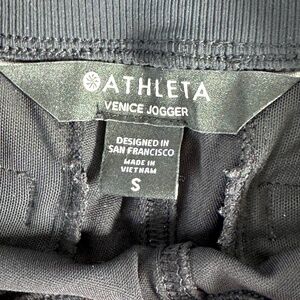 ATHLETA
VENICE JOGGER
DESIGNED IN
SAN FRANCISCO
MADE IN
VIETNAM
S